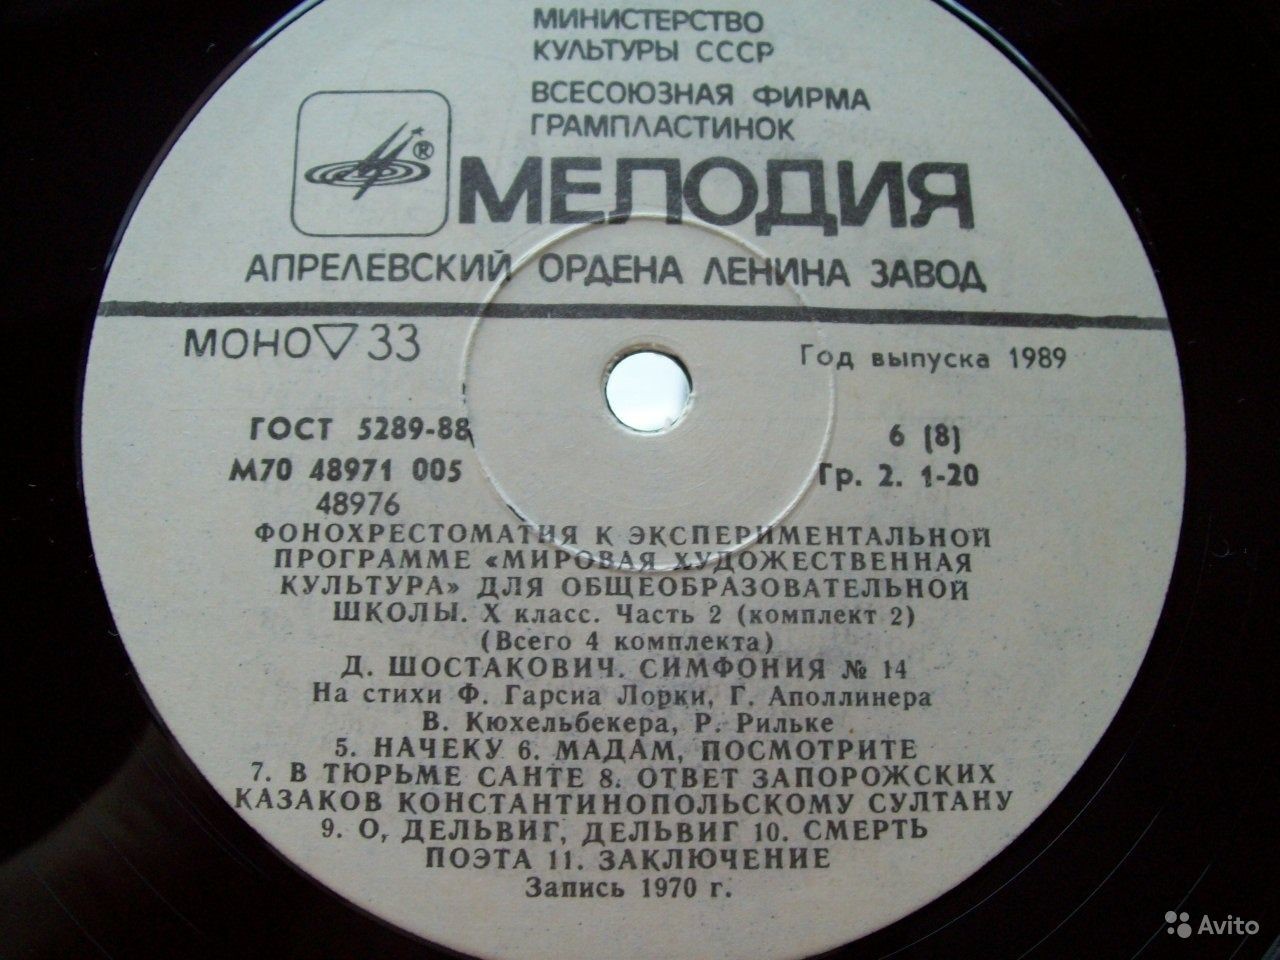 МИНИСТЕРСТВО
КУЛЬТУРЫ СССР
ВСЕСОЮЗНАЯ ФИРМА
ГРАМПЛАСТИНОК
®
МЕЛОДИЯ
АПРЕЛЕВСКИЙ ОРДЕНА ЛЕНИНА ЗАВОД
МОНО ▽ 33
Год выпуска 1989
ГОСТ 5289-88
6 (8)
М70 48971 005
Гр. 2. 1-20
48976
ФОНОХРЕСТОМАТИЯ К ЭКСПЕРИМЕНТАЛЬНОЙ
ПРОГРАММЕ «МИРОВАЯ ХУДОЖЕСТВЕННАЯ
КУЛЬТУРА» ДЛЯ ОБЩЕОБРАЗОВАТЕЛЬНОЙ
ШКОЛЫ. X класс. Часть 2 (комплект 2)
(Всего 4 комплекта)
Д. ШОСТАКОВИЧ. СИМФОНИЯ № 14
На стихи Ф. Гарсиа Лорки, Г. Аполлинера
В. Кюхельбекера, Р. Рильке
5. НАЧЕКУ 6. МАДАМ, ПОСМОТРИТЕ
7. В ТЮРЬМЕ САНТЕ 8. ОТВЕТ ЗАПОРОЖСКИХ
КАЗАКОВ КОНСТАНТИНОПОЛЬСКОМУ СУЛТАНУ
9. О, ДЕЛЬВИГ, ДЕЛЬВИГ 10. СМЕРТЬ
ПОЭТА 11. ЗАКЛЮЧЕНИЕ
Запись 1970 г.
Avito